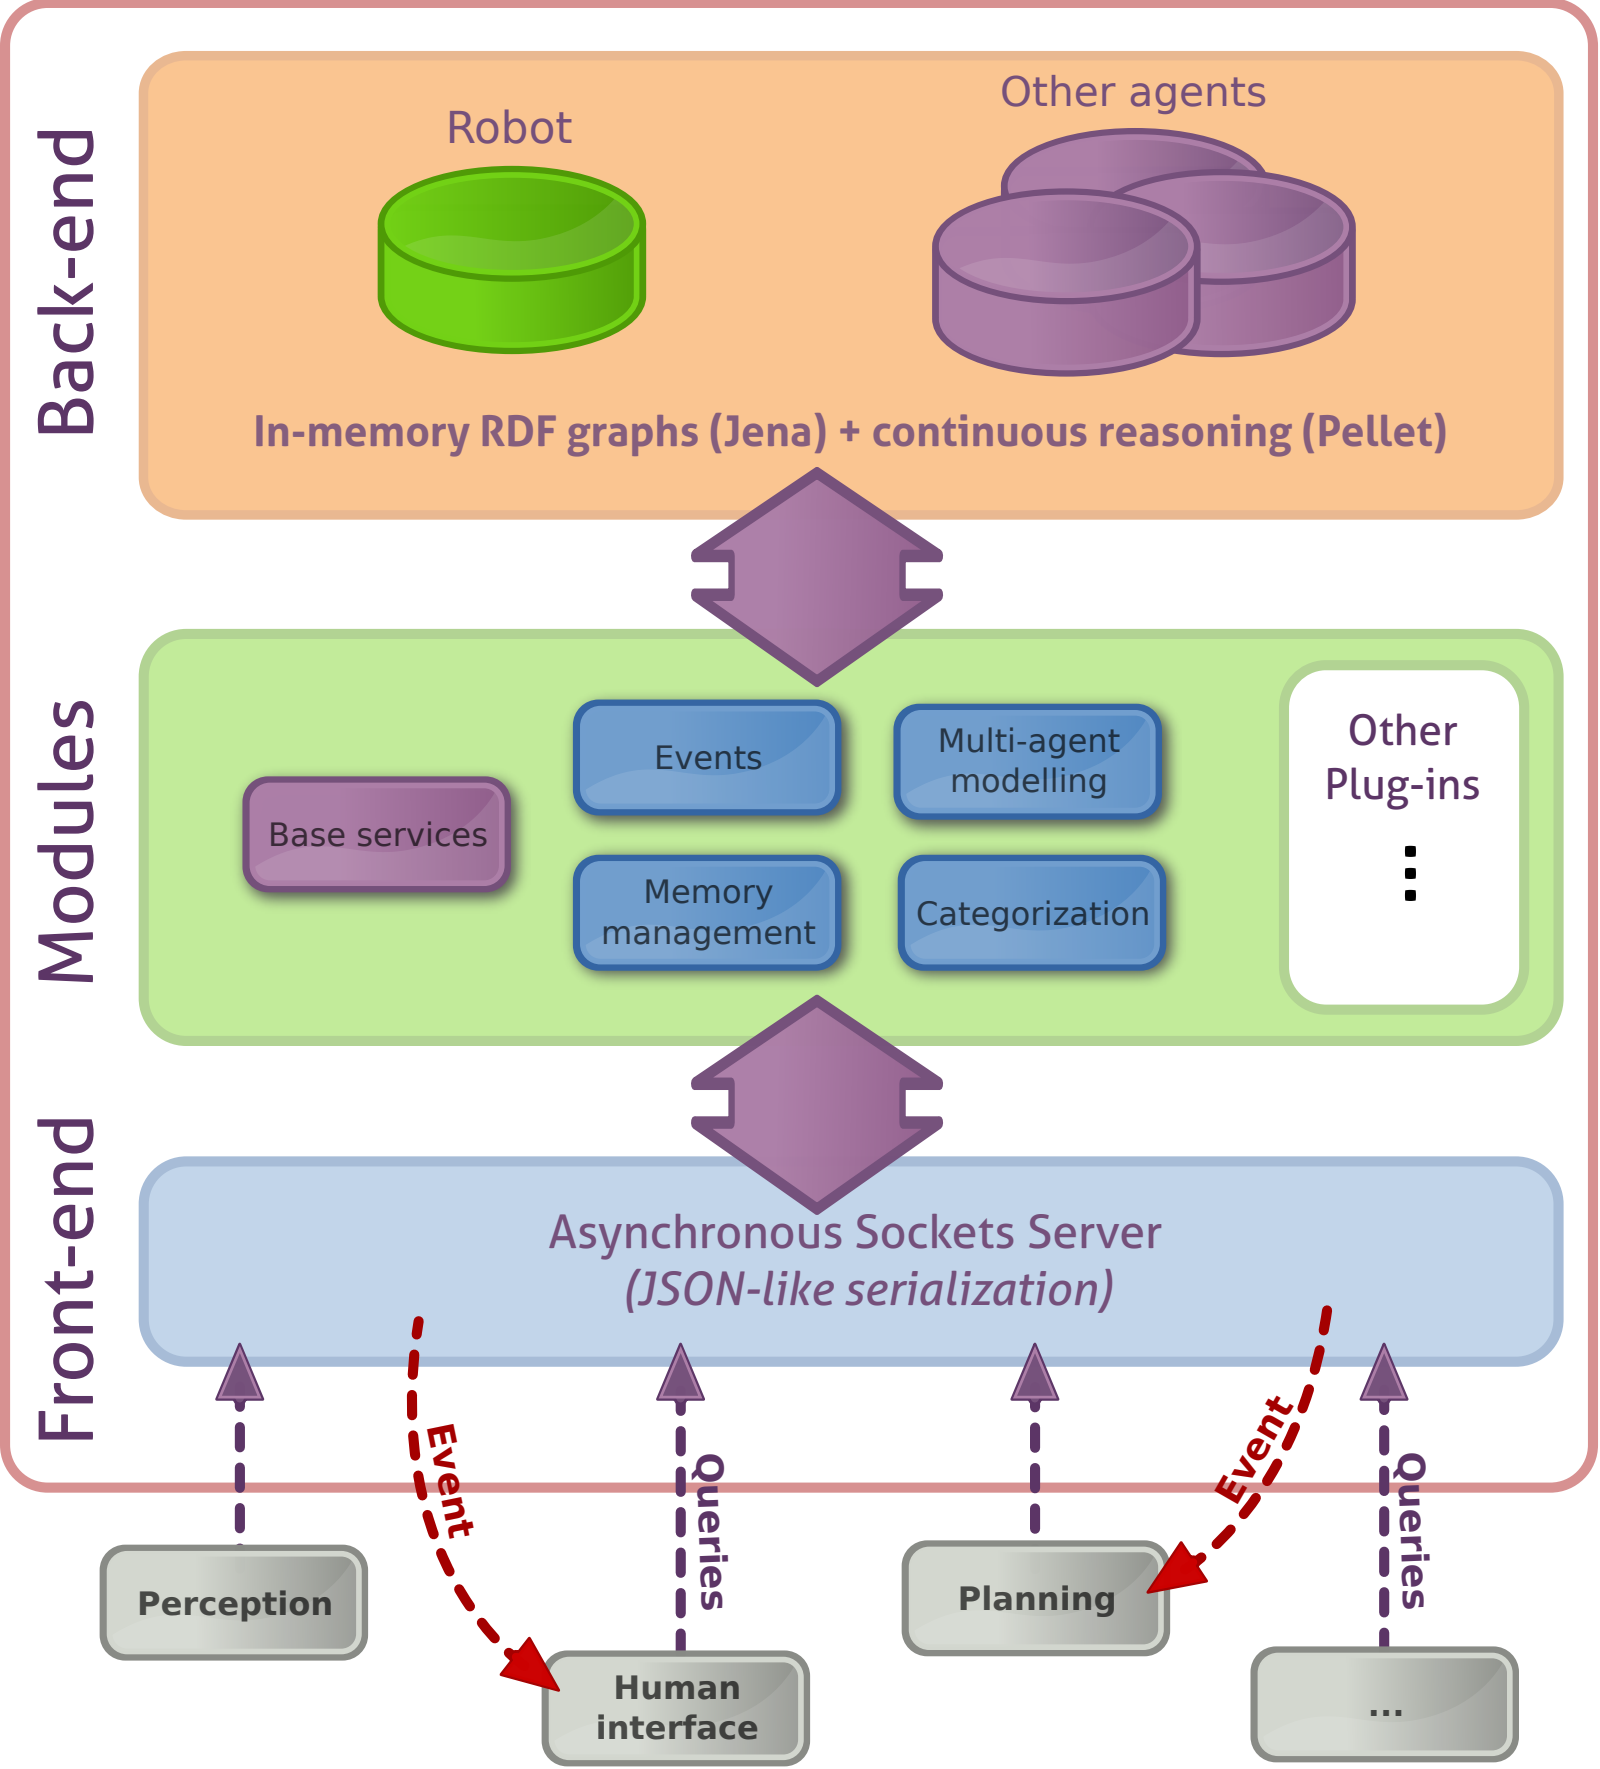 Back-end
Robot
Other agents
In-memory RDF graphs (Jena) + continuous reasoning (Pellet)
Modules
Base services
Events
Multi-agent
modelling
Memory
management
Categorization
Other
Plug-ins
Front-end
Asynchronous Sockets Server
(JSON-like serialization)
Event
Queries
Event
Queries
Perception
Human
interface
Planning
...